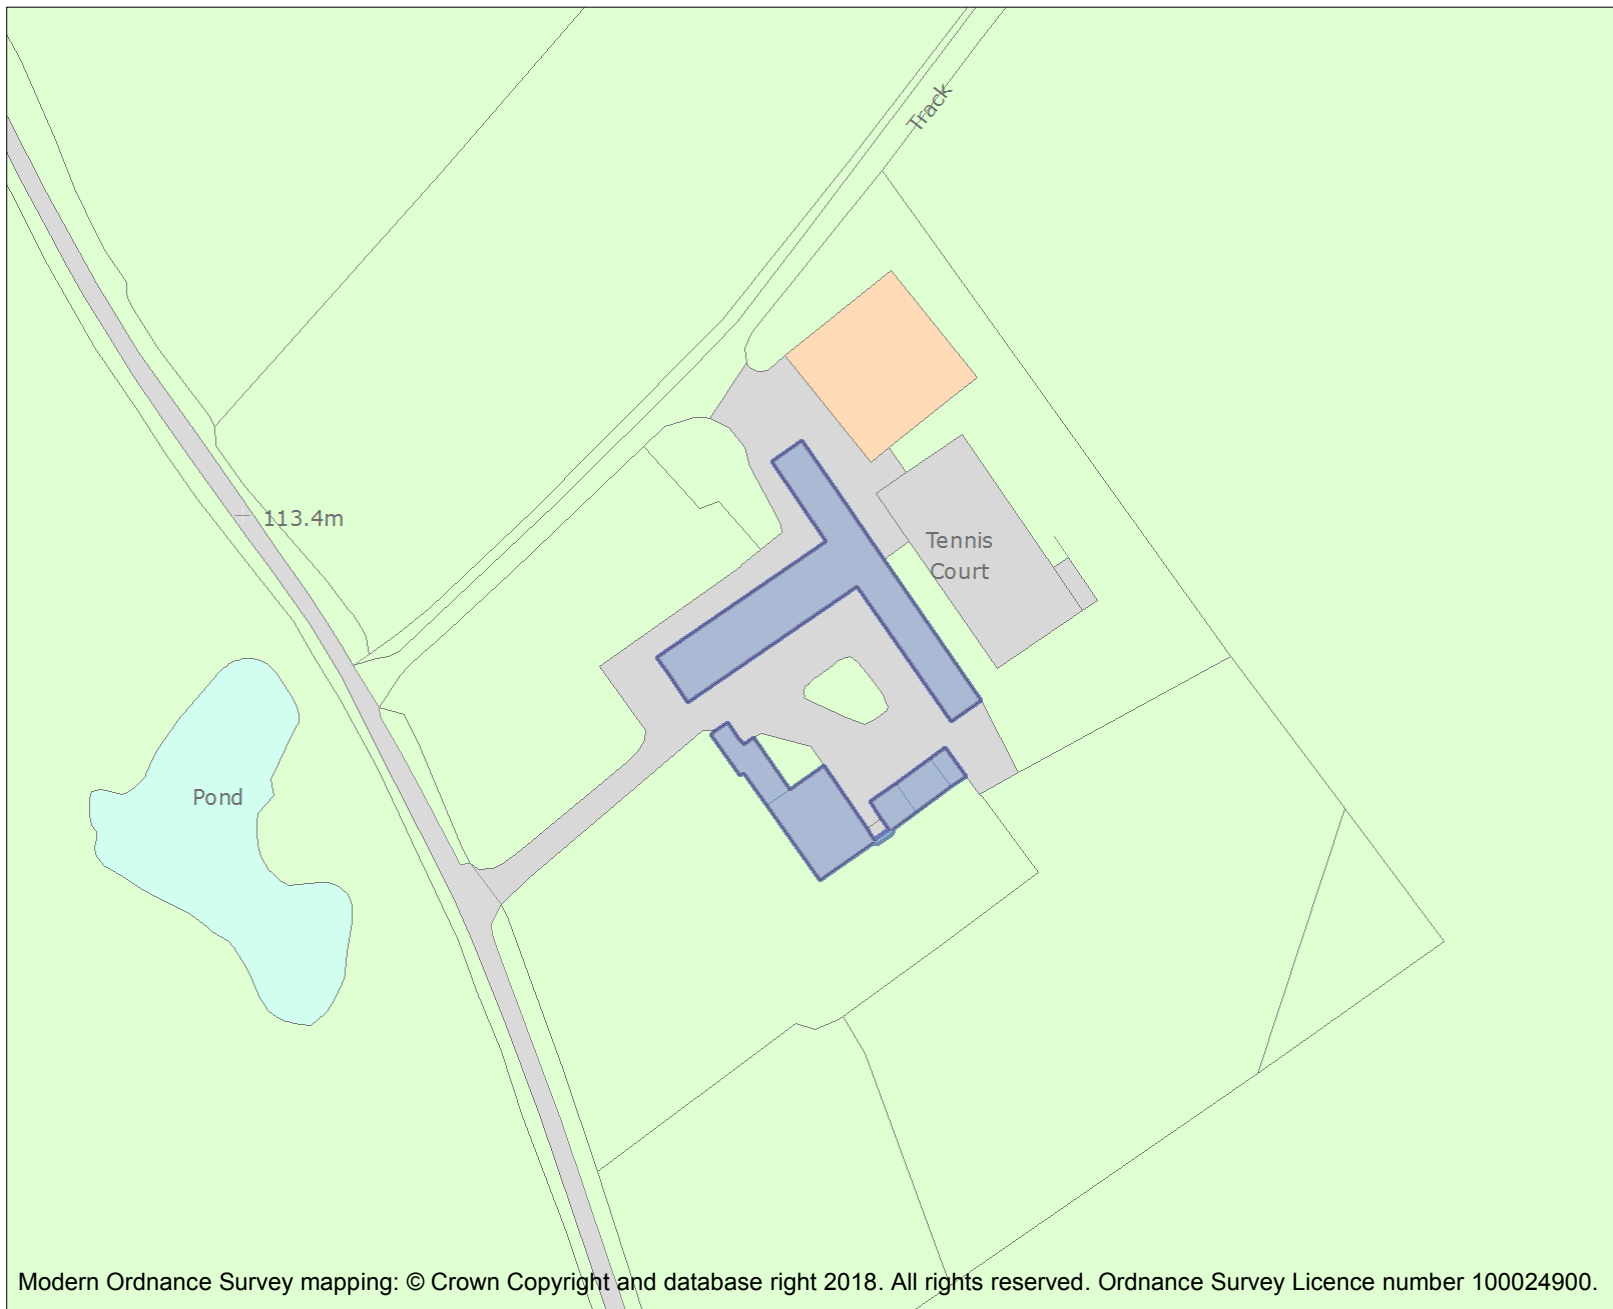 Track
113.4m
Tennis
Court
Pond
Modern Ordnance Survey mapping: © Crown Copyright and database right 2018. All rights reserved. Ordnance Survey Licence number 100024900.